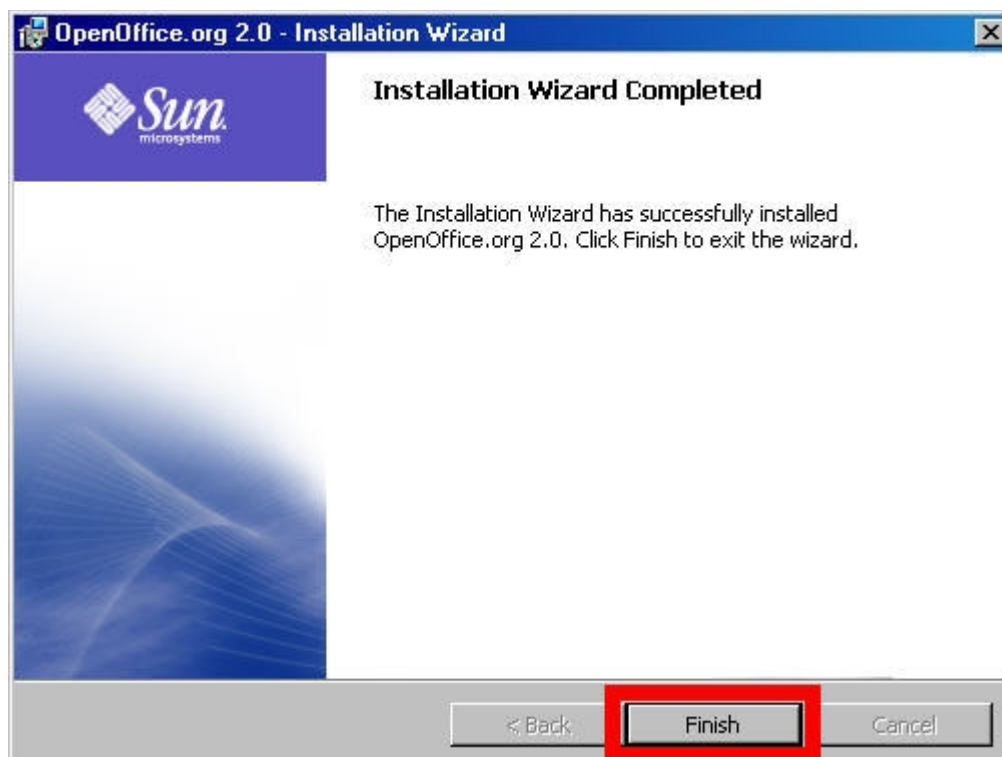 OpenOffice.org 2.0 - Installation Wizard
Sun.
microsystems
Installation Wizard Completed
The Installation Wizard has successfully installed
OpenOffice.org 2.0. Click Finish to exit the wizard.
< Back
Finish
Cancel